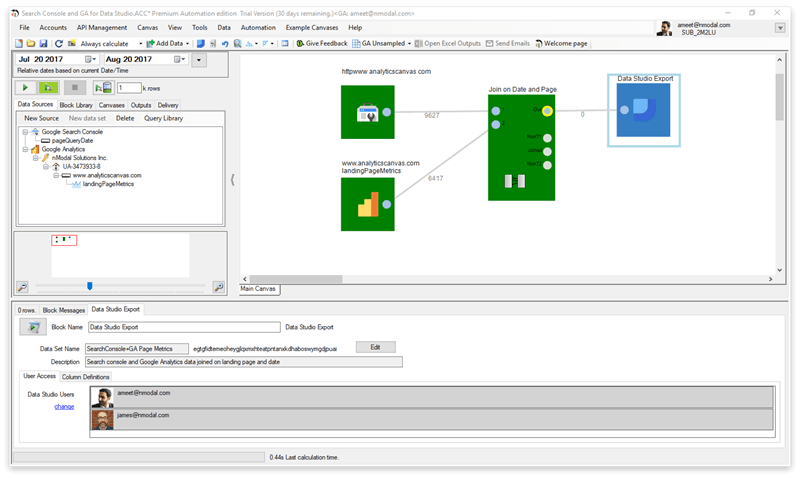 Search Console and GA for Data Studio.ACC* Premium Automation edition Trial Version (30 days remaining.)<GA: ameet@nmodal.com>
File Accounts API Management Canvas View Tools Data Automation Example Canvases Help
ameet@nmodal.com
SUB_2M2LU
Always calculate Add Data Give Feedback GA Unsampled Open Excel Outputs Send Emails Welcome page
Jul 20 2017 Aug 20 2017
Relative dates based on current Date/Time
1 k rows
Data Sources Block Library Canvases Outputs Delivery
New Source New data set Delete Query Library
Google Search Console
pageQueryDate
Google Analytics
nModal Solutions Inc.
UA-3473933-8
www.analyticscanvas.com
landingPageMetrics
httpwww.analyticscanvas.com
9627
www.analyticscanvas.com
landingPageMetrics
6417
Join on Date and Page
0
Data Studio Export
Main Canvas
0 rows. Block Messages Data Studio Export
Block Name Data Studio Export Data Studio Export
Data Set Name SearchConsole+GA Page Metrics Edit
Description Search console and Google Analytics data joined on landing page and date
User Access Column Definitions
Data Studio Users
change
ameet@nmodal.com
james@nmodal.com
0.44s Last calculation time.